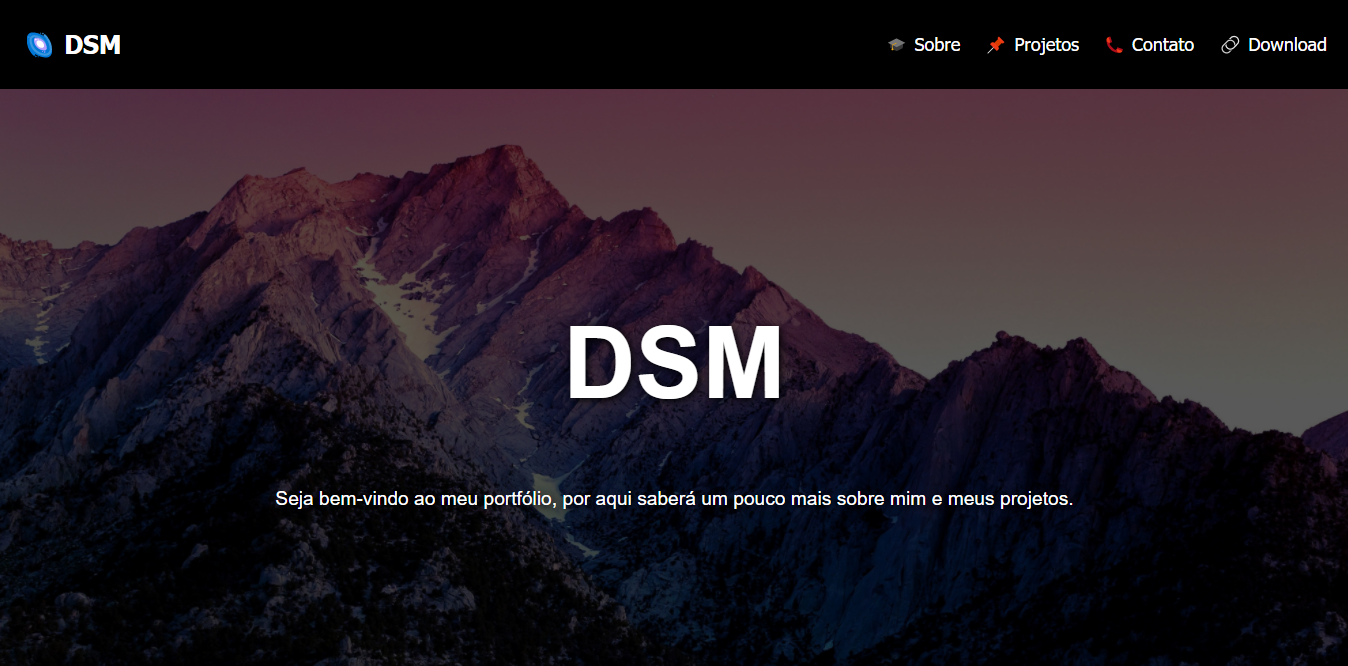 DSM
Sobre
Projetos
Contato
Download
DSM
Seja bem-vindo ao meu portfólio, por aqui saberá um pouco mais sobre mim e meus projetos.